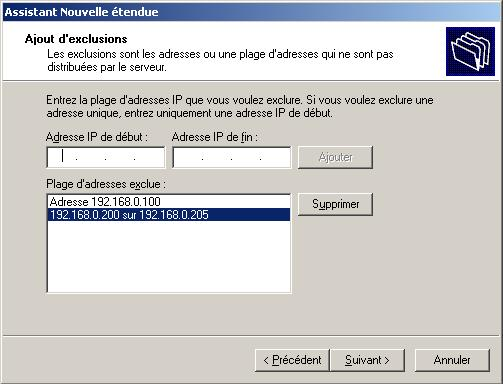 Assistant Nouvelle étendue
Ajout d'exclusions
Les exclusions sont les adresses ou une plage d'adresses qui ne sont pas
distribuées par le serveur.
Entrez la plage d'adresses IP que vous voulez exclure. Si vous voulez exclure une
adresse unique, entrez uniquement une adresse IP de début.
Adresse IP de début : Adresse IP de fin :
. . . . . . Ajouter
Plage d'adresses exclue :
Adresse 192.168.0.100 Supprimer
192.168.0.200 sur 192.168.0.205
< Précédent Suivant > Annuler